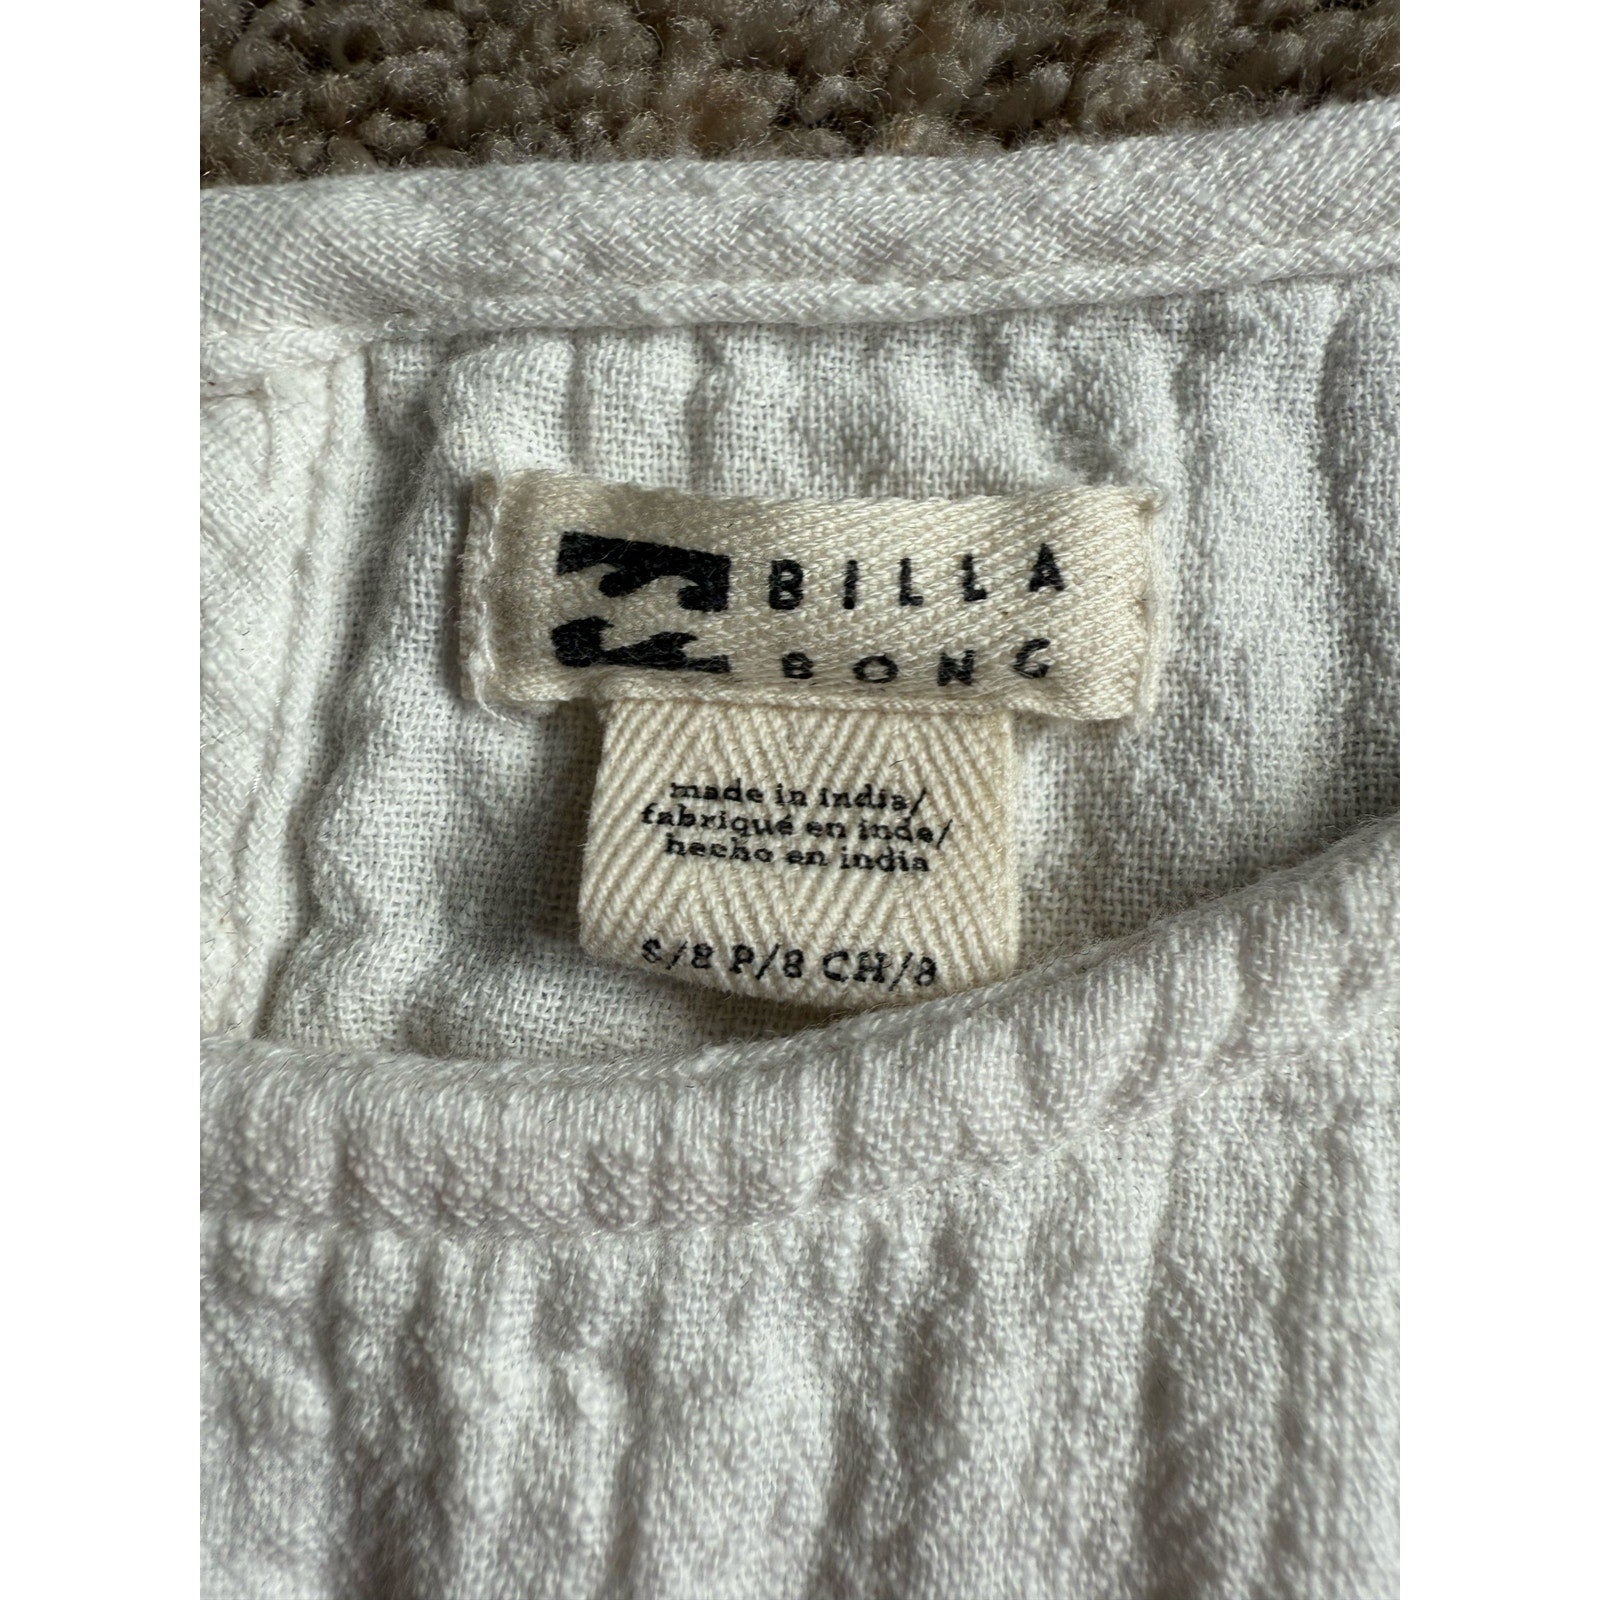 BILLA
BONG
made in india/
fabriqué en inde/
hecho en india
S/8 P/8 CH/8